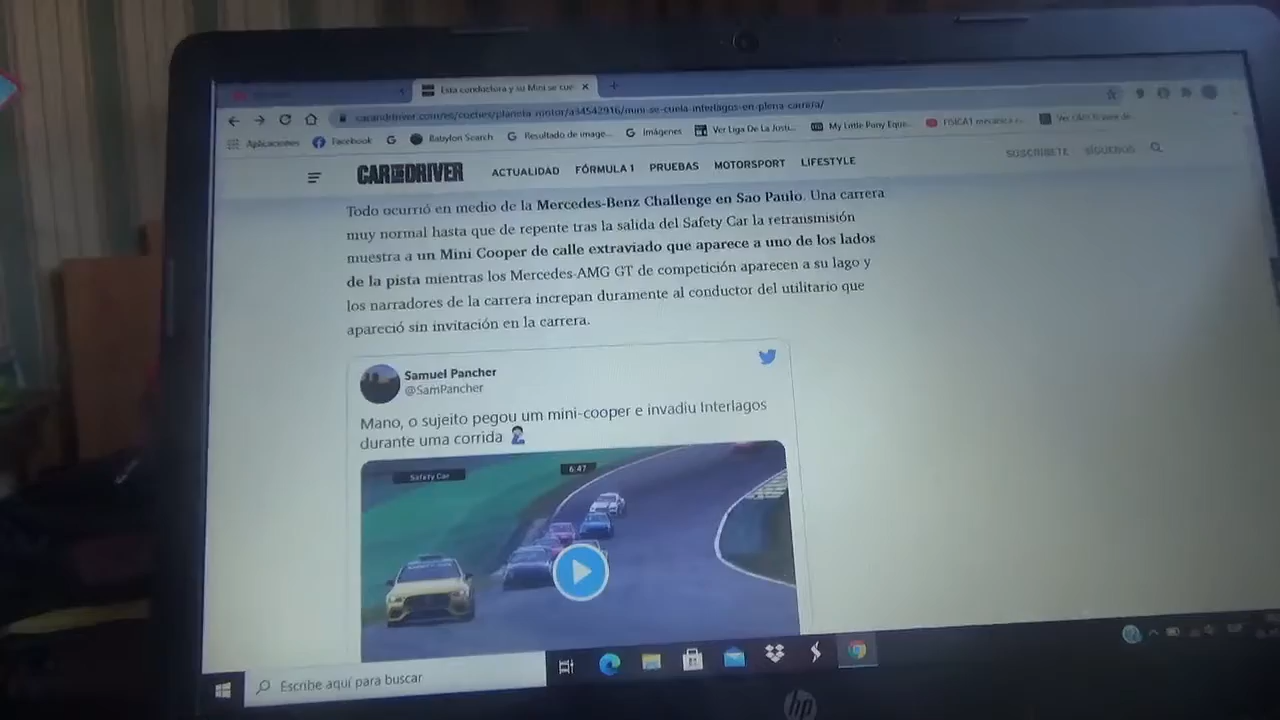 Esta conductora y su Mini se cue
carandriver.com/es/coches/planeta-motor/a34542916/mini-se-cuela-interlagos-en-plena-carrera/
Aplicaciones Facebook Babylon Search Resultado de image... Imágenes Ver Liga De La Justi... My Little Pony Eque...
CAR AND DRIVER ACTUALIDAD FÓRMULA 1 PRUEBAS MOTORSPORT LIFESTYLE SUSCRÍBETE SÍGUENOS
Todo ocurrió en medio de la Mercedes-Benz Challenge en Sao Paulo. Una carrera
muy normal hasta que de repente tras la salida del Safety Car la retransmisión
muestra a un Mini Cooper de calle extraviado que aparece a uno de los lados
de la pista mientras los Mercedes-AMG GT de competición aparecen a su lago y
los narradores de la carrera increpan duramente al conductor del utilitario que
apareció sin invitación en la carrera.
Samuel Pancher
@SamPancher
Mano, o sujeito pegou um mini-cooper e invadiu Interlagos
durante uma corrida
Safety Car 6:47
Escribe aquí para buscar
hp